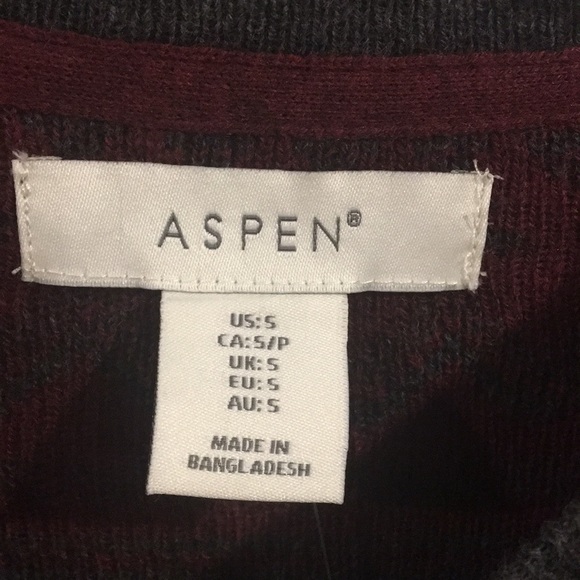 ASPEN®
US: S
CA: S/P
UK: S
EU: S
AU: S
MADE IN
BANGLADESH